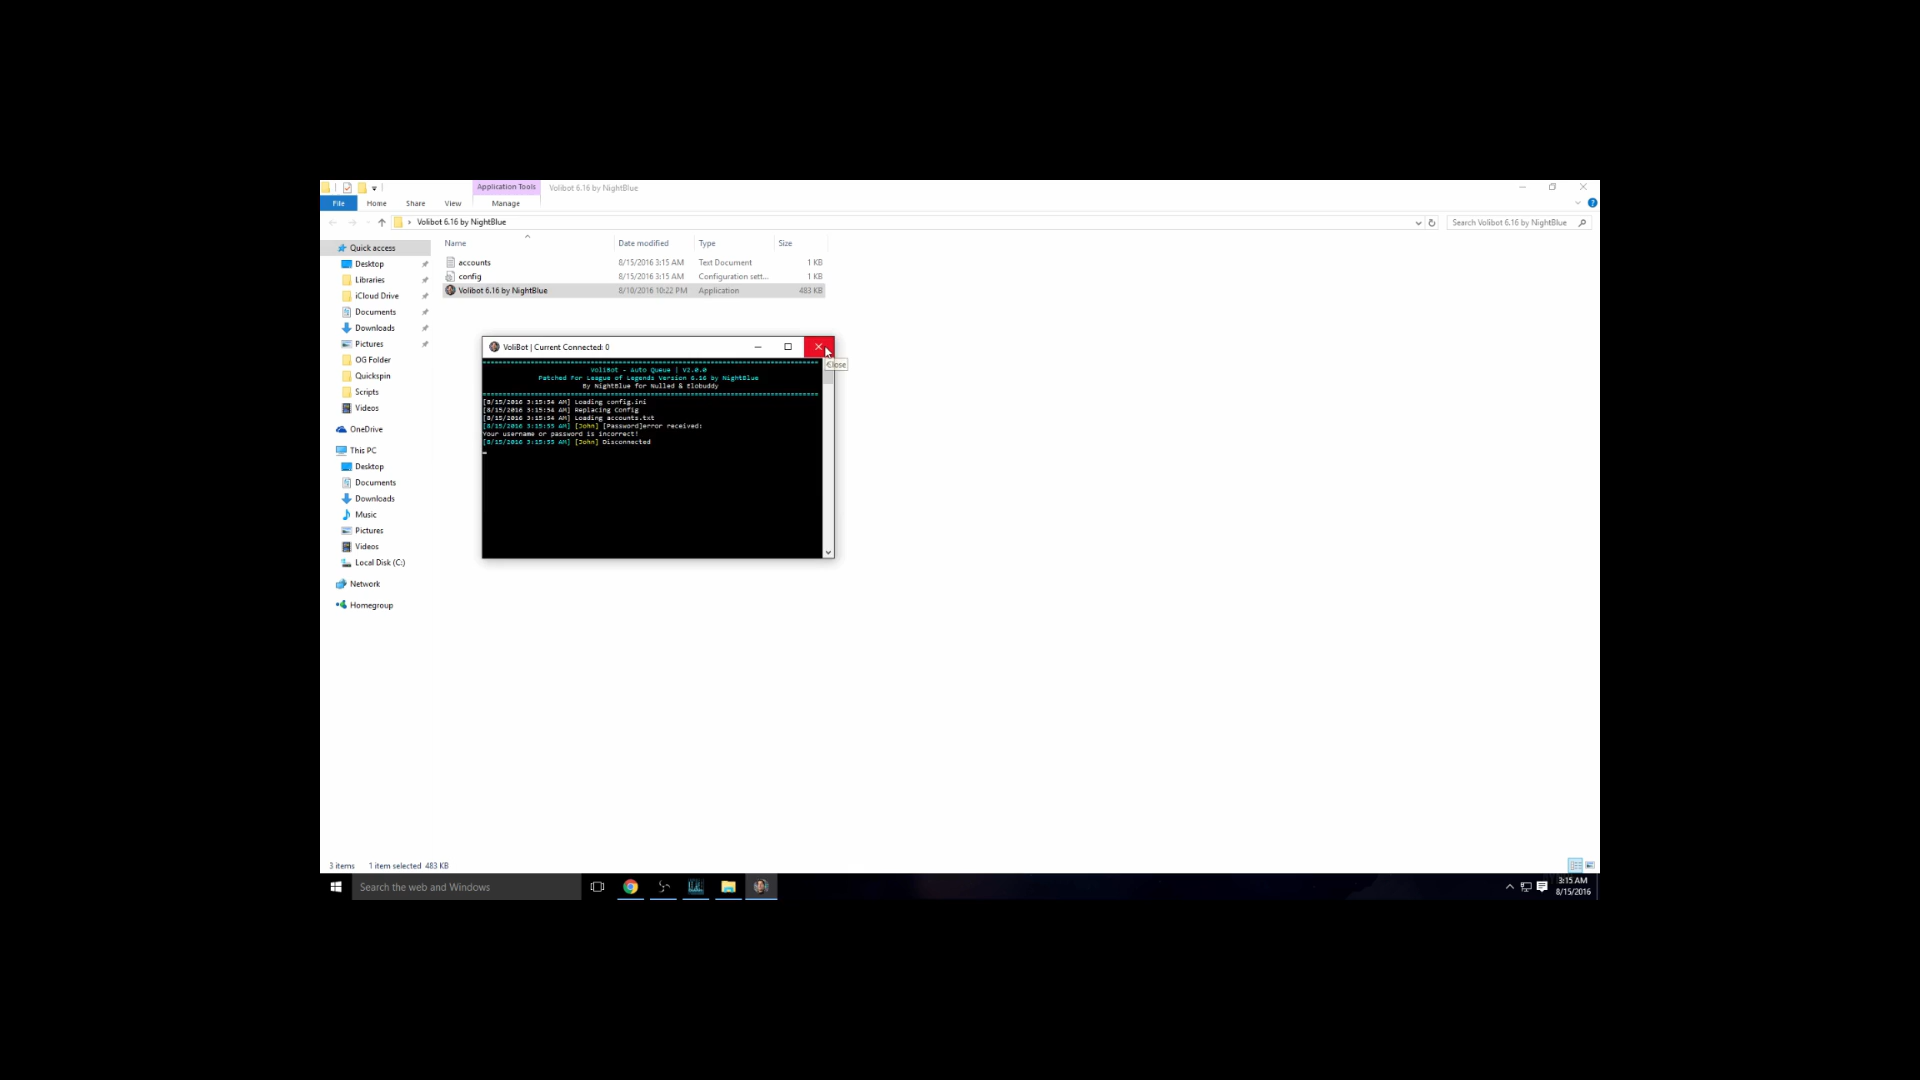 Application Tools
Volibot 6.16 by NightBlue
File
Home
Share
View
Manage
Volibot 6.16 by NightBlue
Search Volibot 6.16 by NightBlue
Name
Date modified
Type
Size
Quick access
accounts
8/15/2016 3:15 AM
Text Document
1 KB
Desktop
config
8/15/2016 3:15 AM
Configuration sett...
1 KB
Libraries
Volibot 6.16 by NightBlue
8/10/2016 10:22 PM
Application
483 KB
iCloud Drive
Documents
Downloads
Pictures
OG Folder
Quickspin
Scripts
Videos
OneDrive
This PC
Desktop
Documents
Downloads
Music
Pictures
Videos
Local Disk (C:)
Network
Homegroup
VoliBot | Current Connected: 0
Close
VoliBot - Auto Queue | V2.0.0
Patched For League of Legends Version 6.16 by NightBlue
By NightBlue for Nulled & Elobuddy
[8/15/2016 3:15:54 AM] Loading config.ini
[8/15/2016 3:15:54 AM] Replacing Config
[8/15/2016 3:15:54 AM] Loading accounts.txt
[8/15/2016 3:15:55 AM] [John] [Password]error received:
Your username or password is incorrect!
[8/15/2016 3:15:55 AM] [John] Disconnected
3 items
1 item selected 483 KB
Search the web and Windows
3:15 AM
8/15/2016